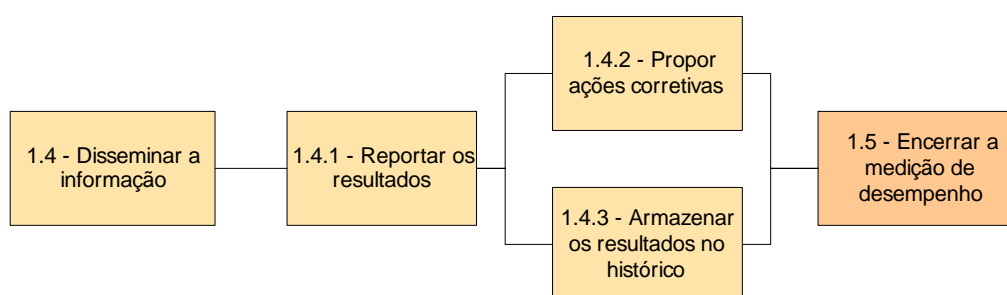 1.4 - Disseminar a
informação
1.4.1 - Reportar os
resultados
1.4.2 - Propor
ações corretivas
1.4.3 - Armazenar
os resultados no
histórico
1.5 - Encerrar a
medição de
desempenho